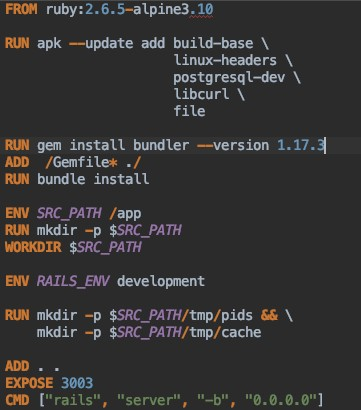 FROM ruby:2.6.5-alpine3.10
RUN apk --update add build-base \
linux-headers \
postgresql-dev \
libcurl \
file
RUN gem install bundler --version 1.17.3
ADD  /Gemfile* ./
RUN bundle install
ENV SRC_PATH /app
RUN mkdir -p $SRC_PATH
WORKDIR $SRC_PATH
ENV RAILS_ENV development
RUN mkdir -p $SRC_PATH/tmp/pids && \
mkdir -p $SRC_PATH/tmp/cache
ADD . .
EXPOSE 3003
CMD ["rails", "server", "-b", "0.0.0.0"]